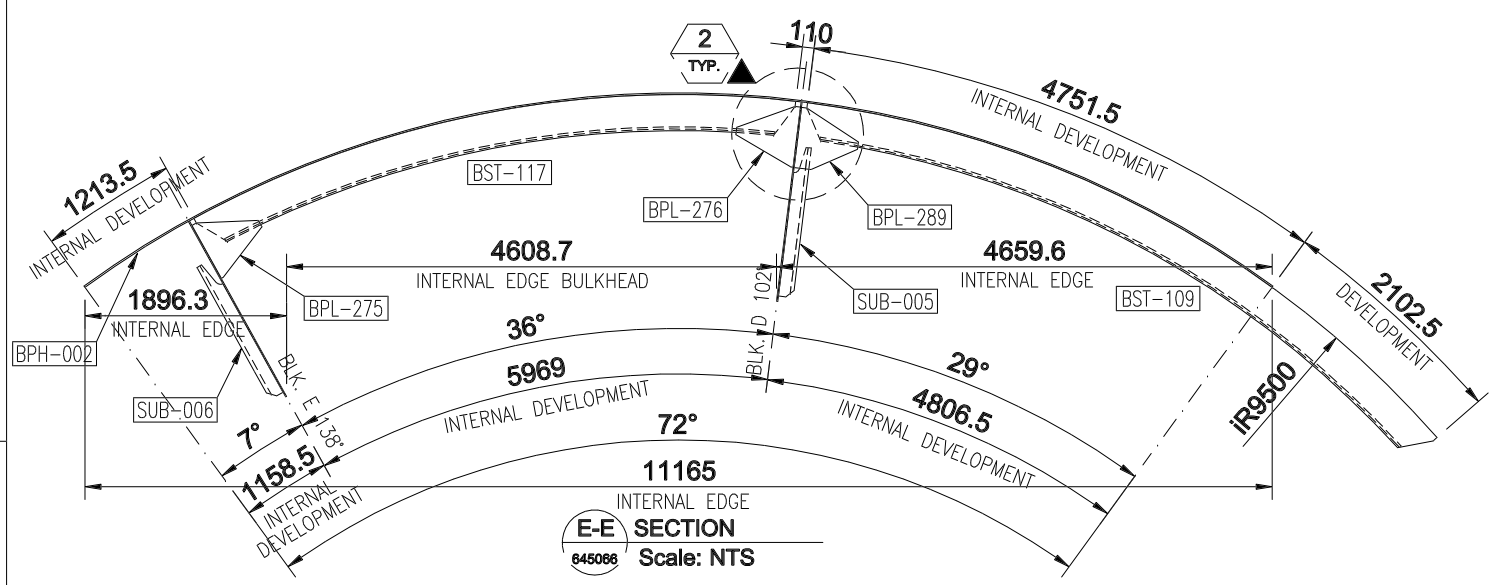 2
TYP.
110
4751.5
INTERNAL DEVELOPMENT
1213.5
INTERNAL DEVELOPMENT
BST-117
BPL-276
BPL-289
4608.7
INTERNAL EDGE BULKHEAD
4659.6
INTERNAL EDGE
2102.5
DEVELOPMENT
1896.3
INTERNAL EDGE
BPL-275
SUB-005
BST-109
BPH-002
36°
BLK. D 102°
29°
iR9500
SUB-006
BLK. E 138°
5969
INTERNAL DEVELOPMENT
4806.5
INTERNAL DEVELOPMENT
7°
72°
1158.5
INTERNAL
DEVELOPMENT
11165
INTERNAL EDGE
E-E SECTION
645066 Scale: NTS